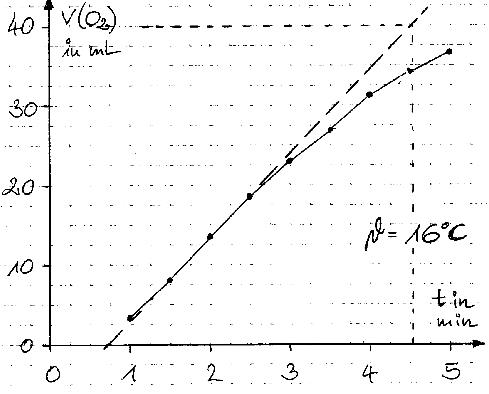 40
V(O₂)
in ml
30
20
ϑ = 16°C
10
t in
min
0
0 1 2 3 4 5